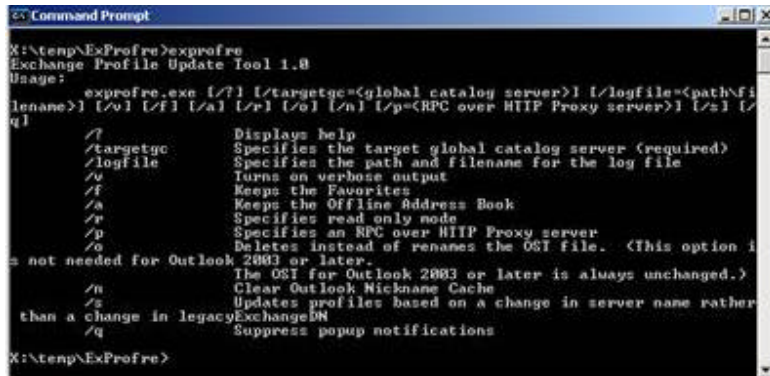 Command Prompt
X:\temp\ExProfre>exprofre
Exchange Profile Update Tool 1.0
Usage:
exprofre.exe [/?] [/targetgc=<global catalog server>] [/logfile=<path\fi
lename>] [/v] [/f] [/a] [/r] [/o] [/n] [/p=<RPC over HTTP Proxy server>] [/s] [/
q]
/? Displays help
/targetgc Specifies the target global catalog server (required)
/logfile Specifies the path and filename for the log file
/v Turns on verbose output
/f Keeps the Favorites
/a Keeps the Offline Address Book
/r Specifies read only mode
/p Specifies an RPC over HTTP Proxy server
/o Deletes instead of renames the OST file. (This option i
s not needed for Outlook 2003 or later.
The OST for Outlook 2003 or later is always unchanged.)
/n Clear Outlook Nickname Cache
/s Updates profiles based on a change in server name rather
than a change in legacyExchangeDN
/q Suppress popup notifications
X:\temp\ExProfre>